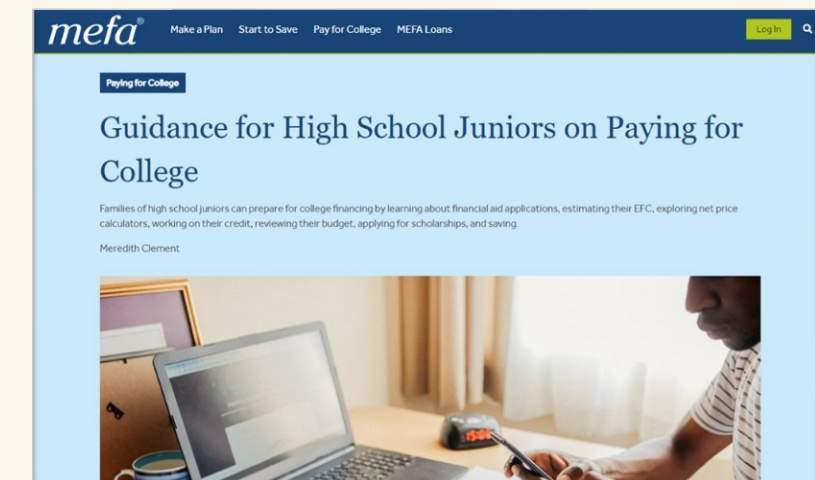 mefa®
Make a Plan Start to Save Pay for College MEFA Loans
Log In
Paying for College
Guidance for High School Juniors on Paying for
College
Families of high school juniors can prepare for college financing by learning about financial aid applications, estimating their EFC, exploring net price
calculators, working on their credit, reviewing their budget, applying for scholarships, and saving.
Meredith Clement
15:06